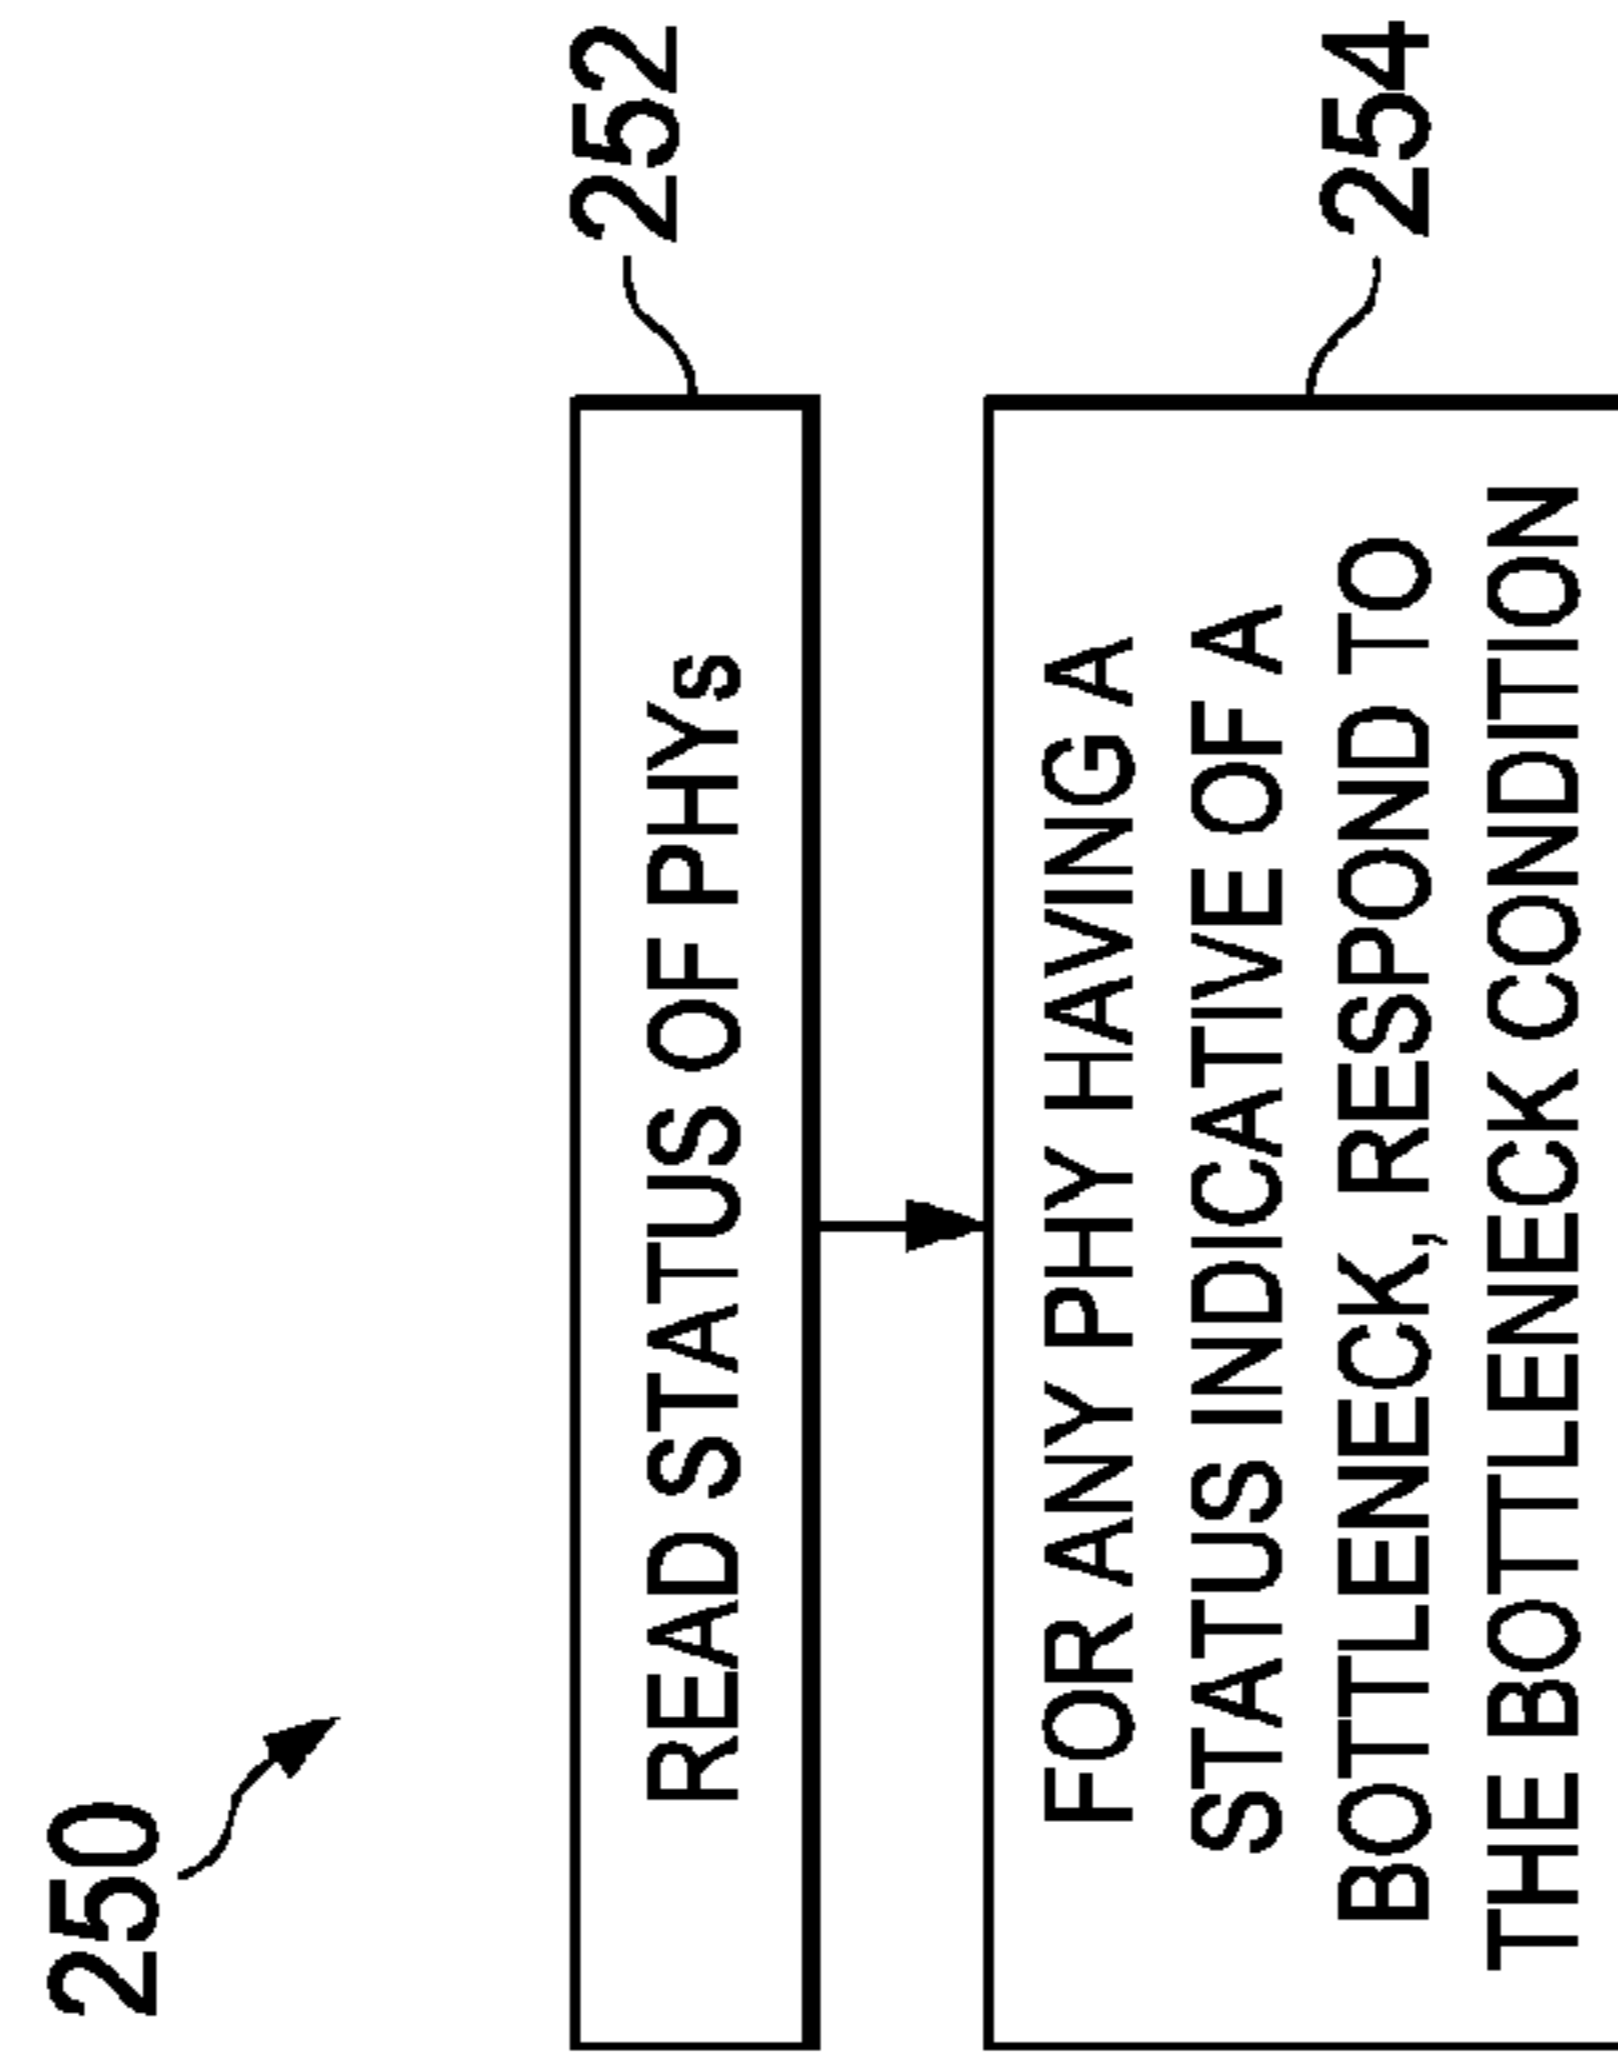 250
READ STATUS OF PHYs
252
FOR ANY PHY HAVING A
STATUS INDICATIVE OF A
BOTTLENECK, RESPOND TO
THE BOTTLENECK CONDITION
254